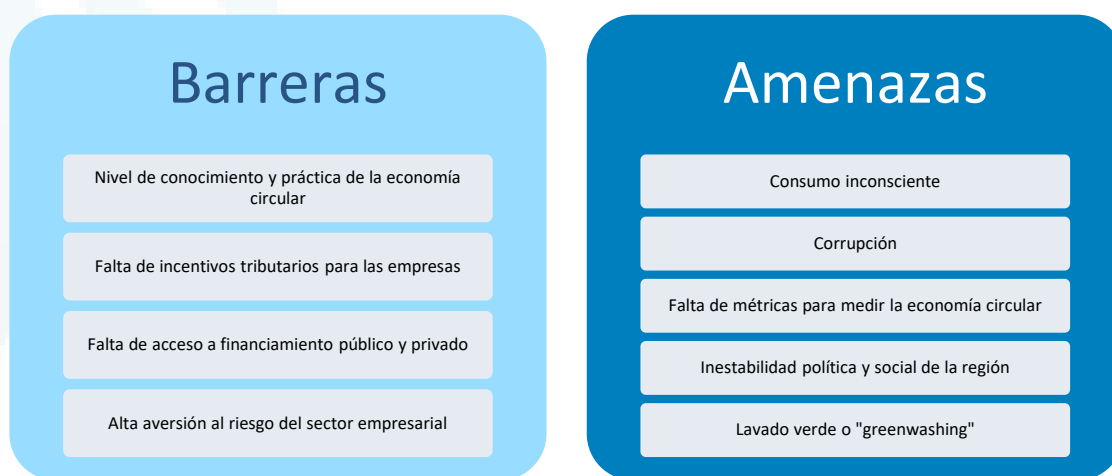 Barreras
Nivel de conocimiento y práctica de la economía
circular
Falta de incentivos tributarios para las empresas
Falta de acceso a financiamiento público y privado
Alta aversión al riesgo del sector empresarial
Amenazas
Consumo inconsciente
Corrupción
Falta de métricas para medir la economía circular
Inestabilidad política y social de la región
Lavado verde o "greenwashing"